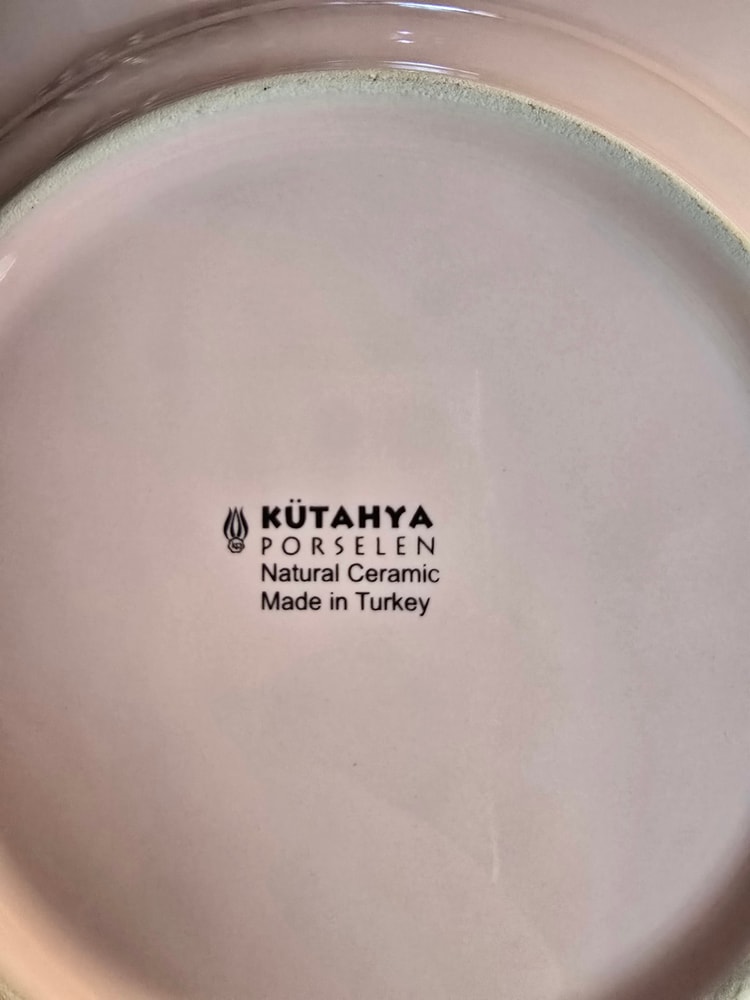 KÜTAHYA
PORSELEN
Natural Ceramic
Made in Turkey